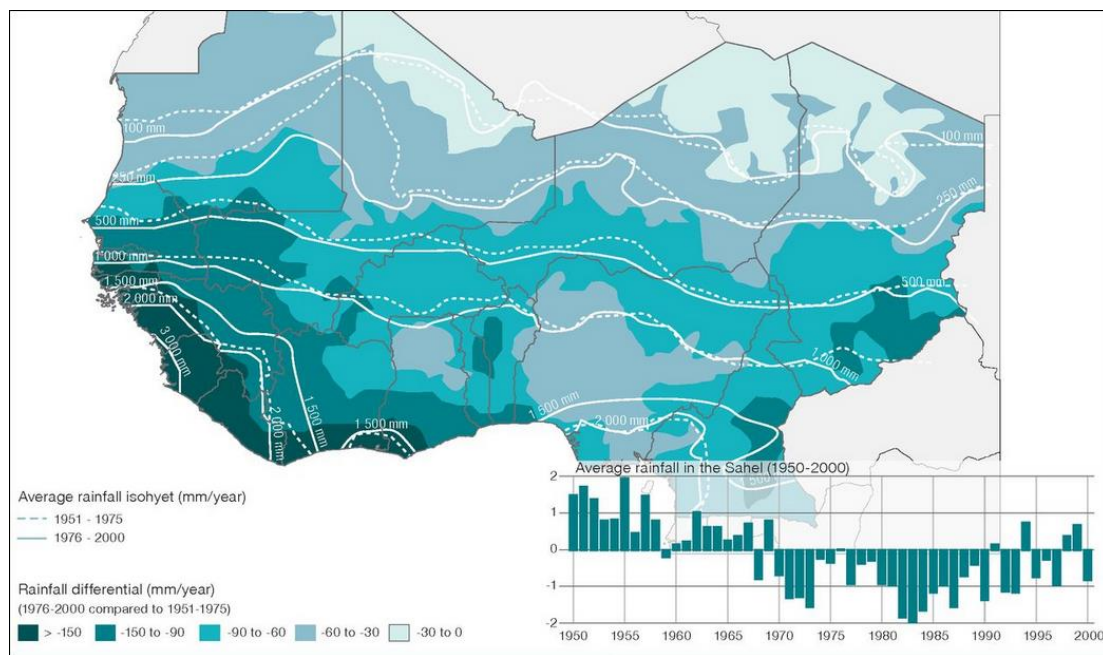 100 mm
100 mm
250 mm
250 mm
500 mm
500 mm
1 000 mm
1 500 mm
2 000 mm
3 000 mm
1 000 mm
2 000 mm
1 500 mm
1 500 mm
1 500 mm
2 000 mm
Average rainfall in the Sahel (1950-2000)
2
1
0
-1
-2
2
1
0
-1
-2
1950 1955 1960 1965 1970 1975 1980 1985 1990 1995 2000
Average rainfall isohyet (mm/year)
1951 - 1975
1976 - 2000
Rainfall differential (mm/year)
(1976-2000 compared to 1951-1975)
> -150 -150 to -90 -90 to -60 -60 to -30 -30 to 0